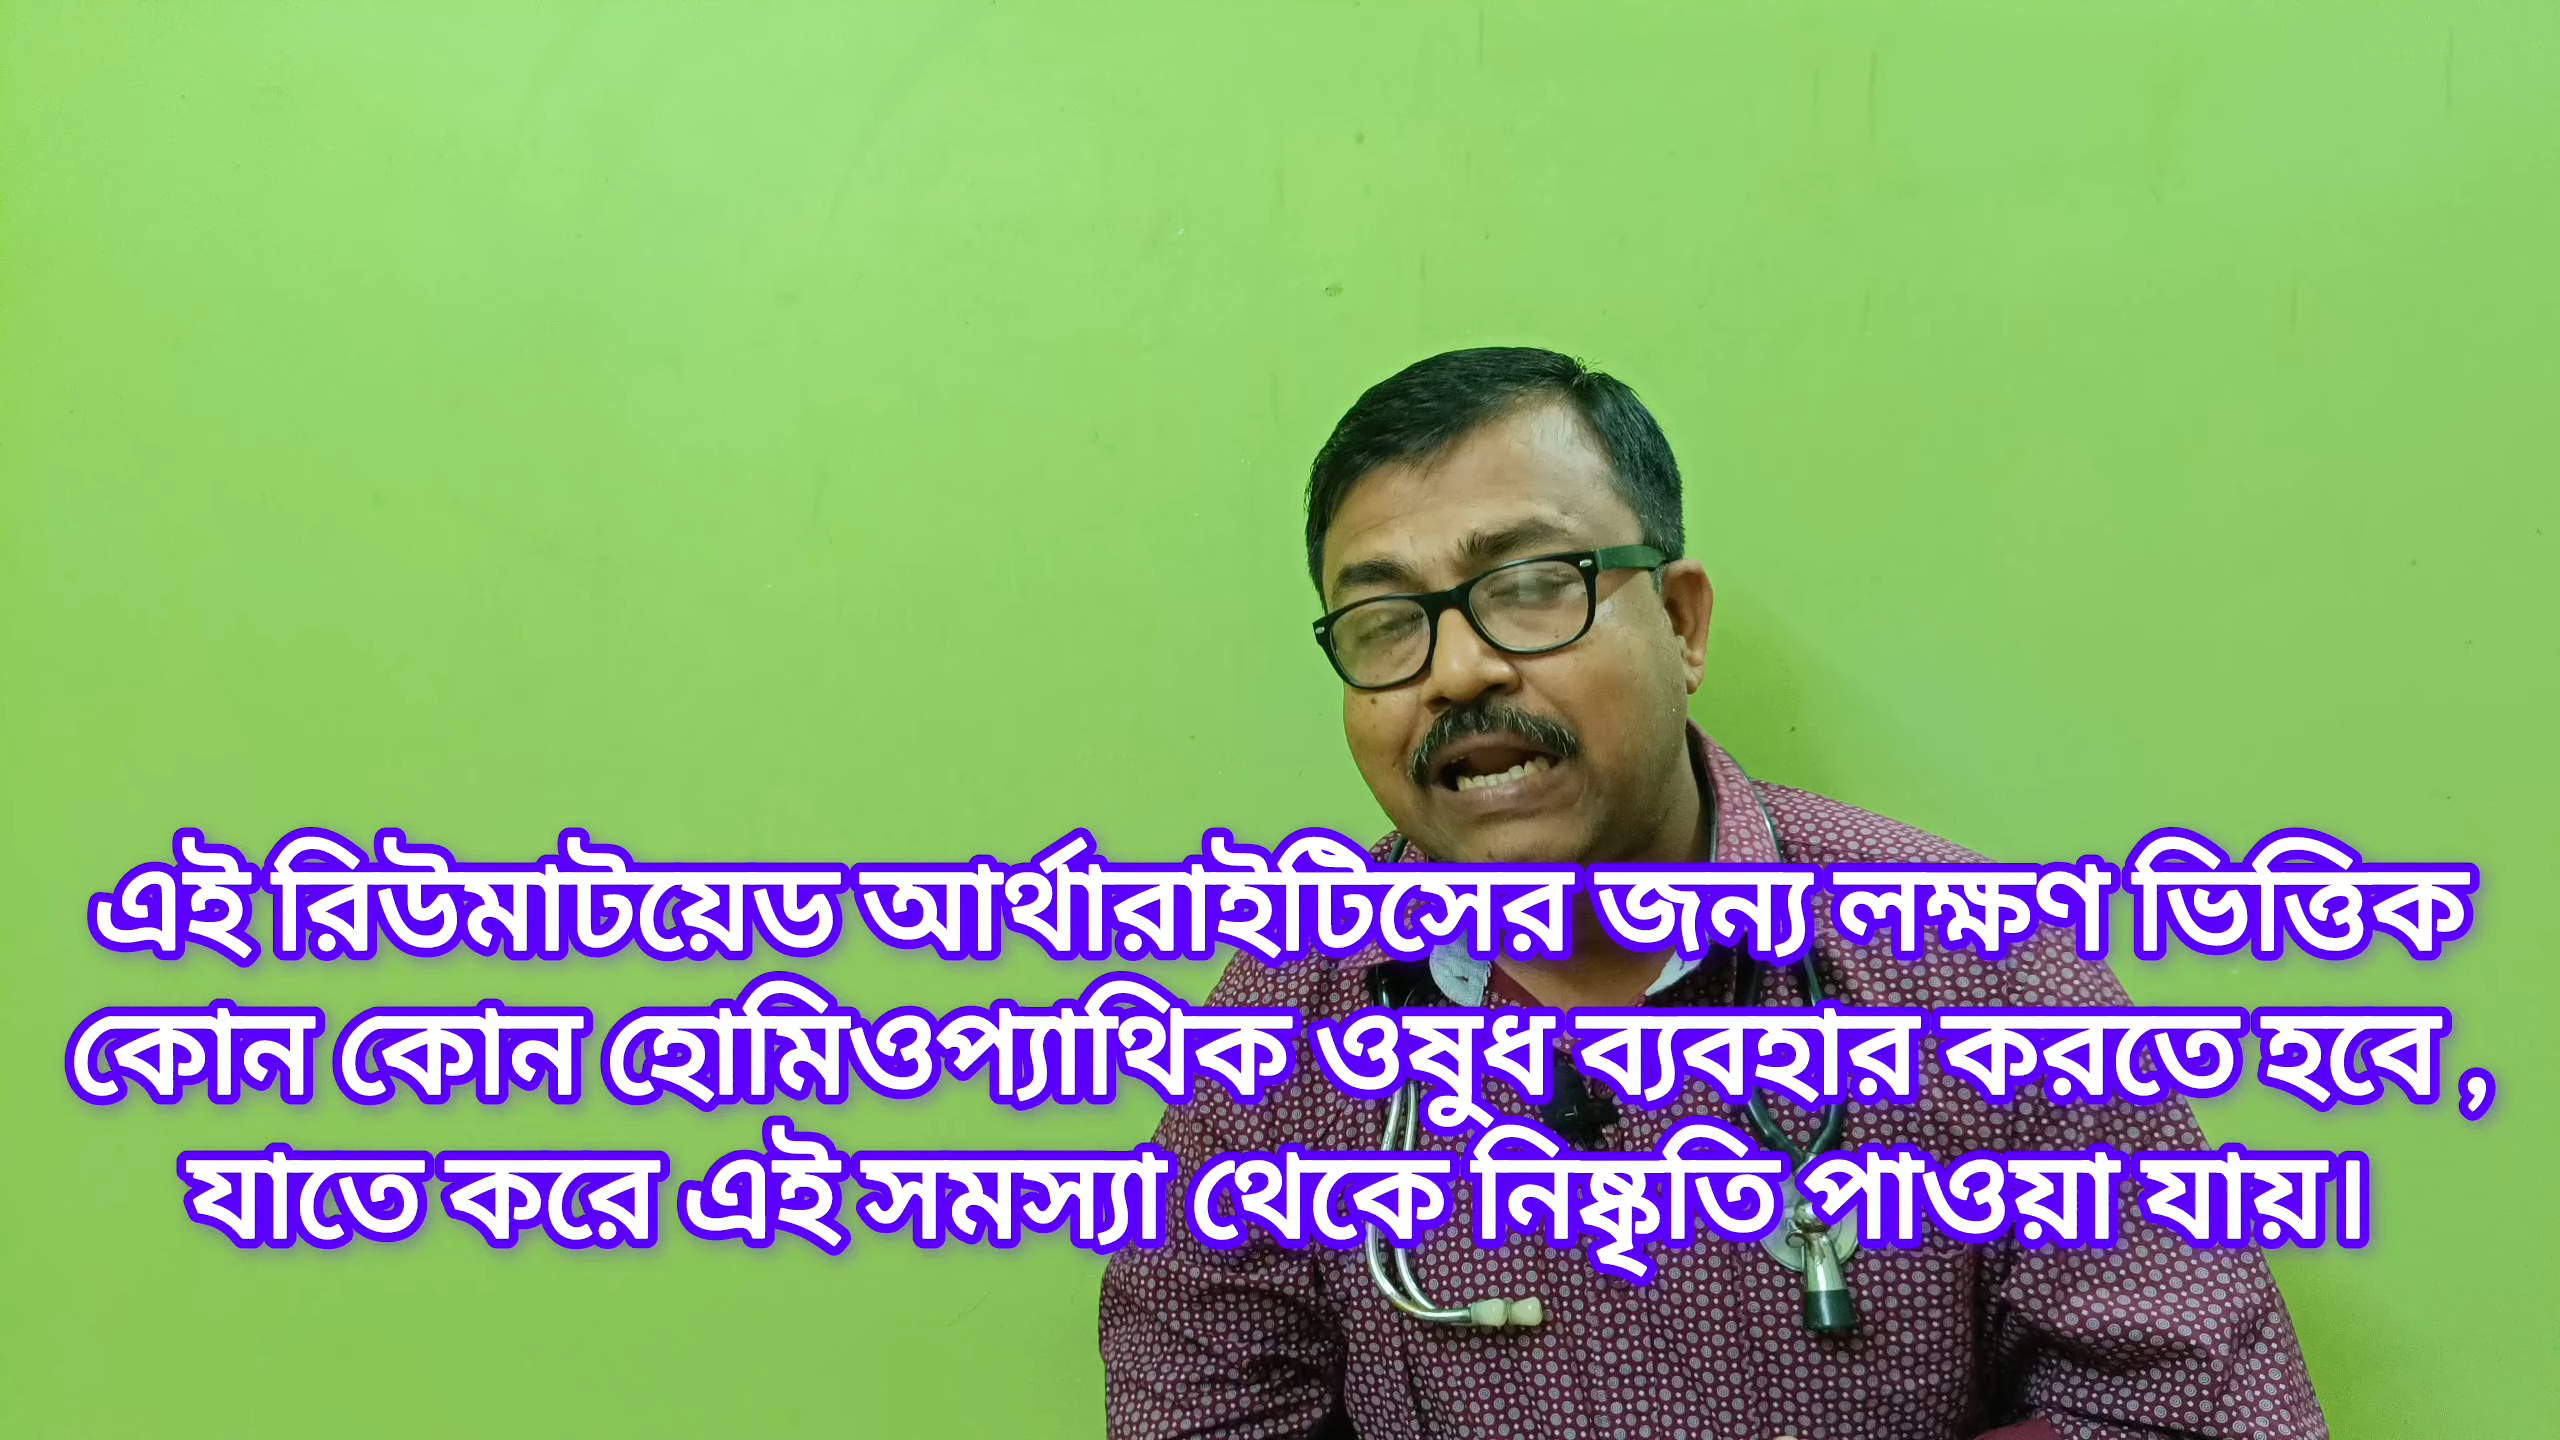 এই রিউমাটয়েড আর্থারাইটিসের জন্য লক্ষণ ভিত্তিক
কোন কোন হোমিওপ্যাথিক ওষুধ ব্যবহার করতে হবে ,
যাতে করে এই সমস্যা থেকে নিষ্কৃতি পাওয়া যায়।